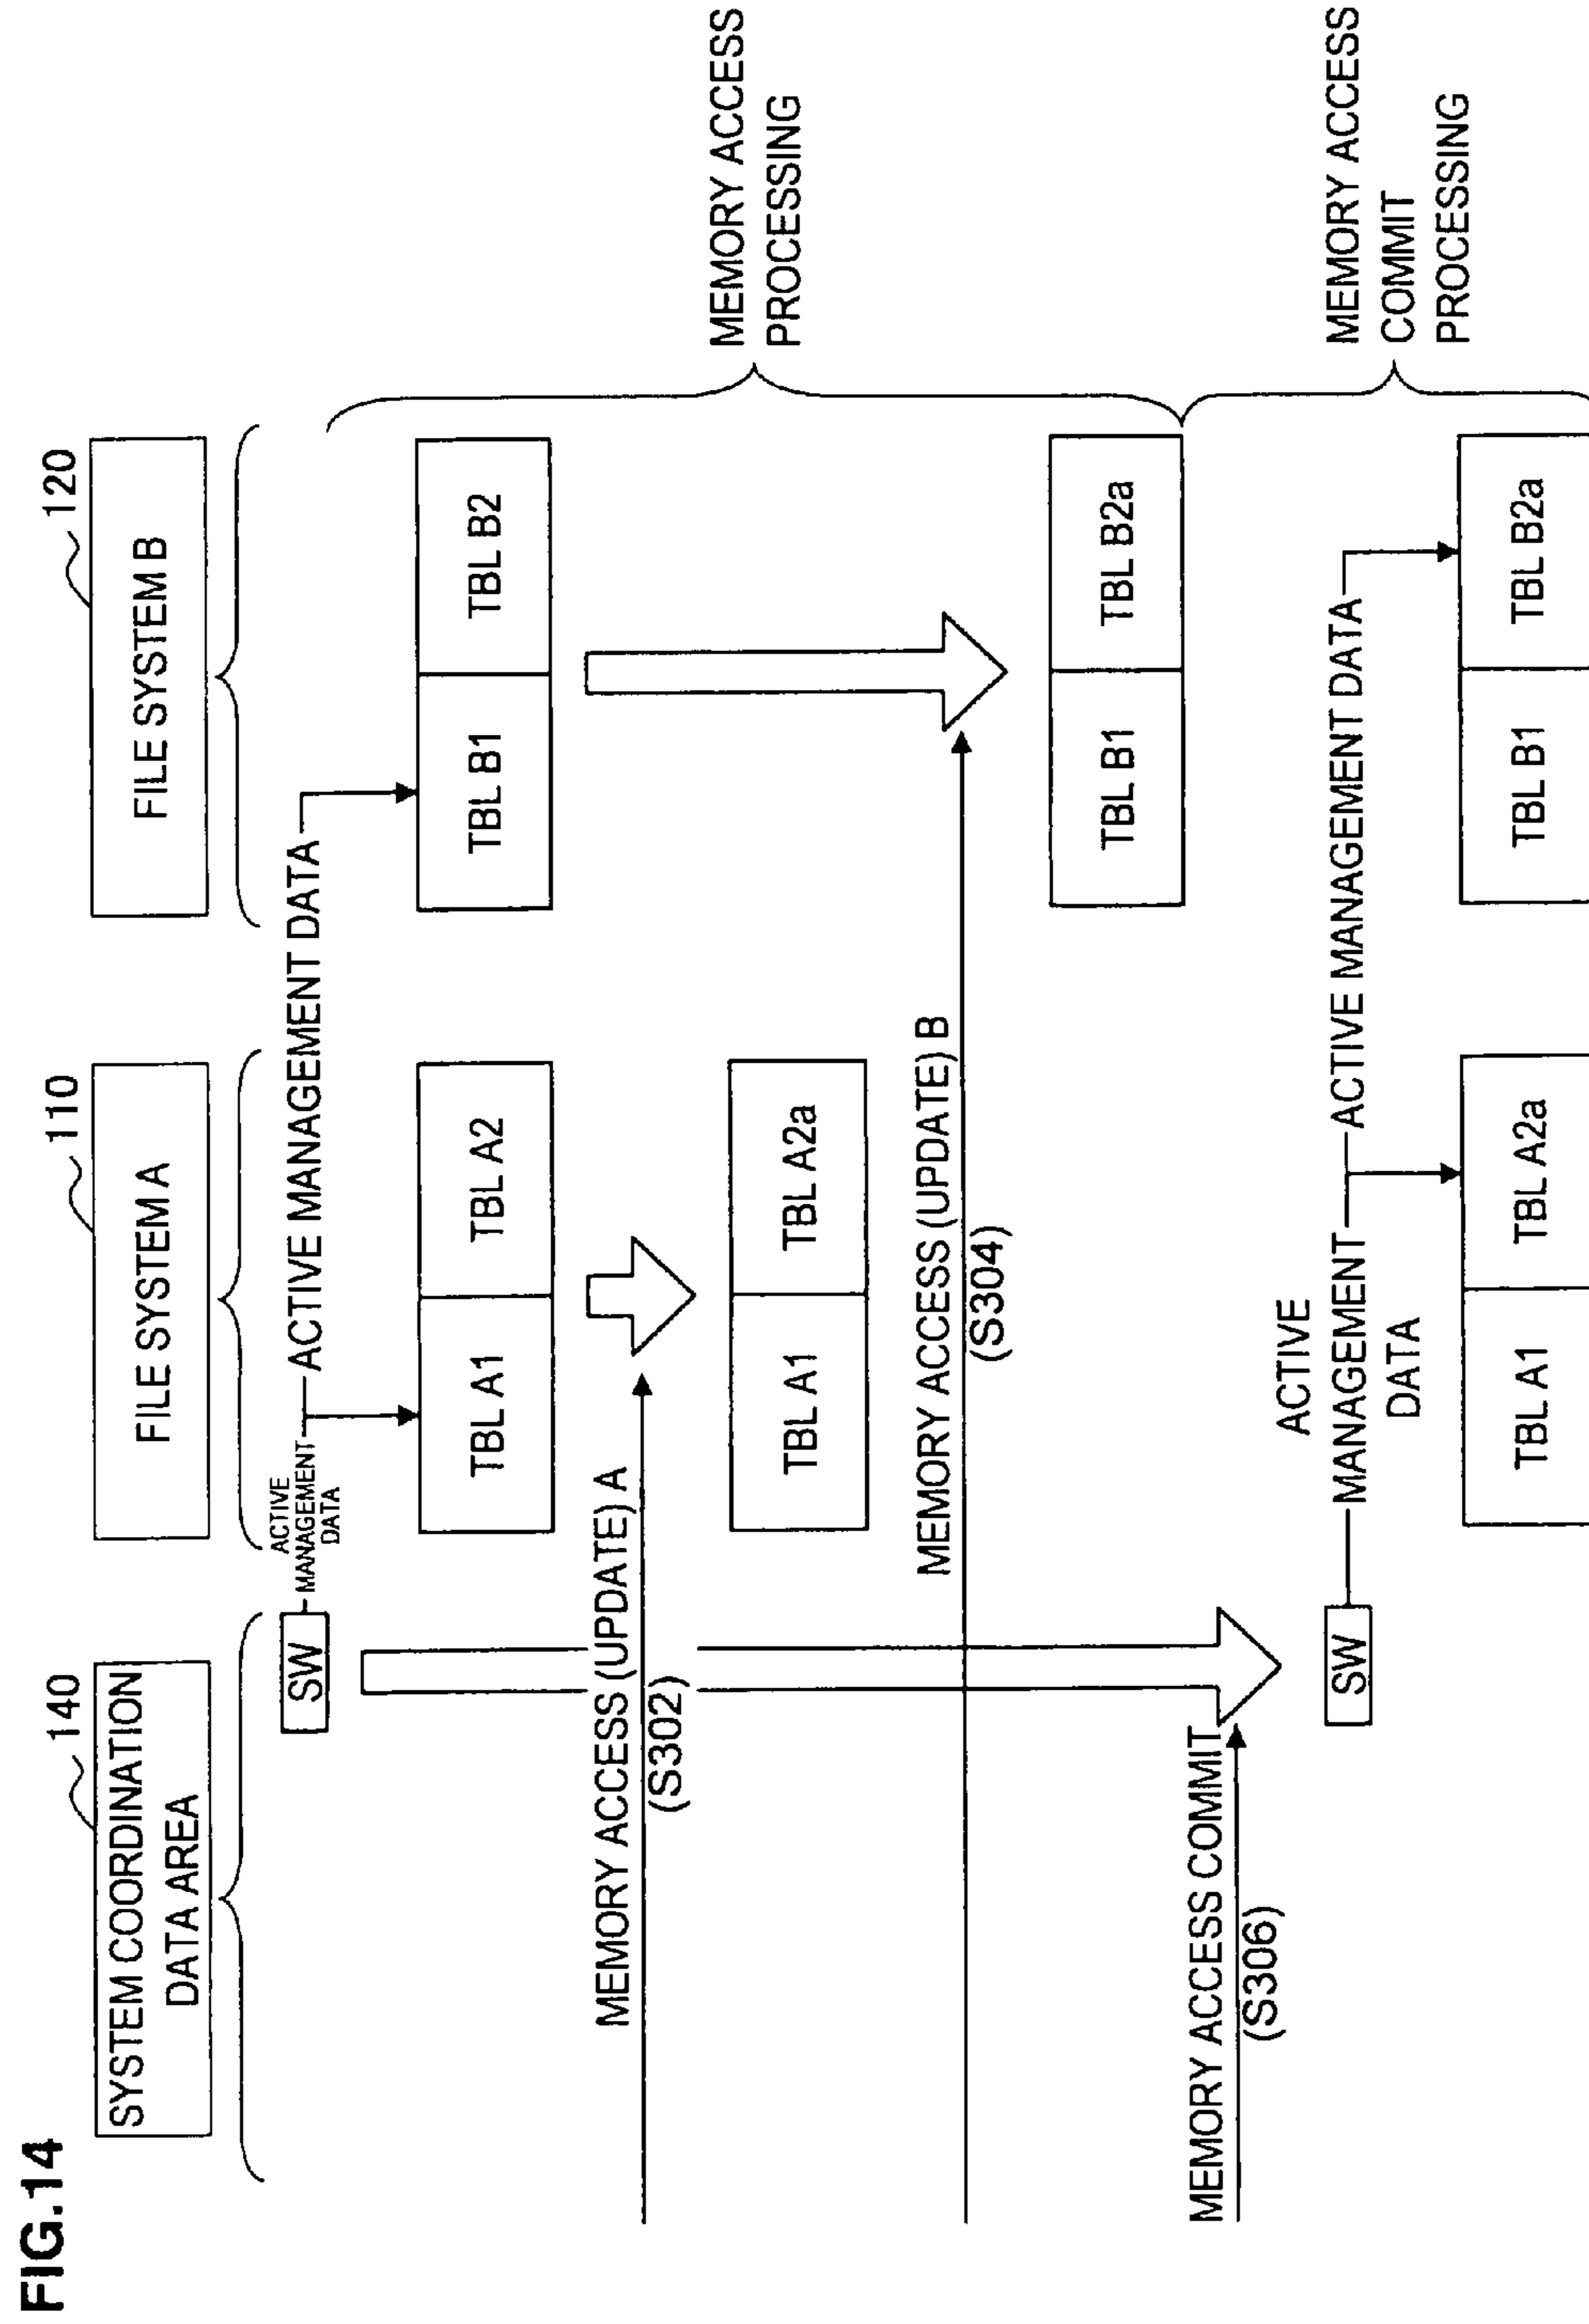 FIG.14
140
SYSTEM COORDINATION
DATA AREA
110
FILE SYSTEM A
120
FILE SYSTEM B
SW
ACTIVE
MANAGEMENT
DATA
ACTIVE MANAGEMENT DATA
TBL A1
TBL A2
TBL B1
TBL B2
MEMORY ACCESS (UPDATE) A
(S302)
TBL A1
TBL A2a
MEMORY ACCESS
PROCESSING
MEMORY ACCESS (UPDATE) B
(S304)
TBL B1
TBL B2a
MEMORY ACCESS COMMIT
(S306)
SW
ACTIVE
MANAGEMENT
DATA
ACTIVE MANAGEMENT DATA
TBL A1
TBL A2a
TBL B1
TBL B2a
MEMORY ACCESS
COMMIT
PROCESSING